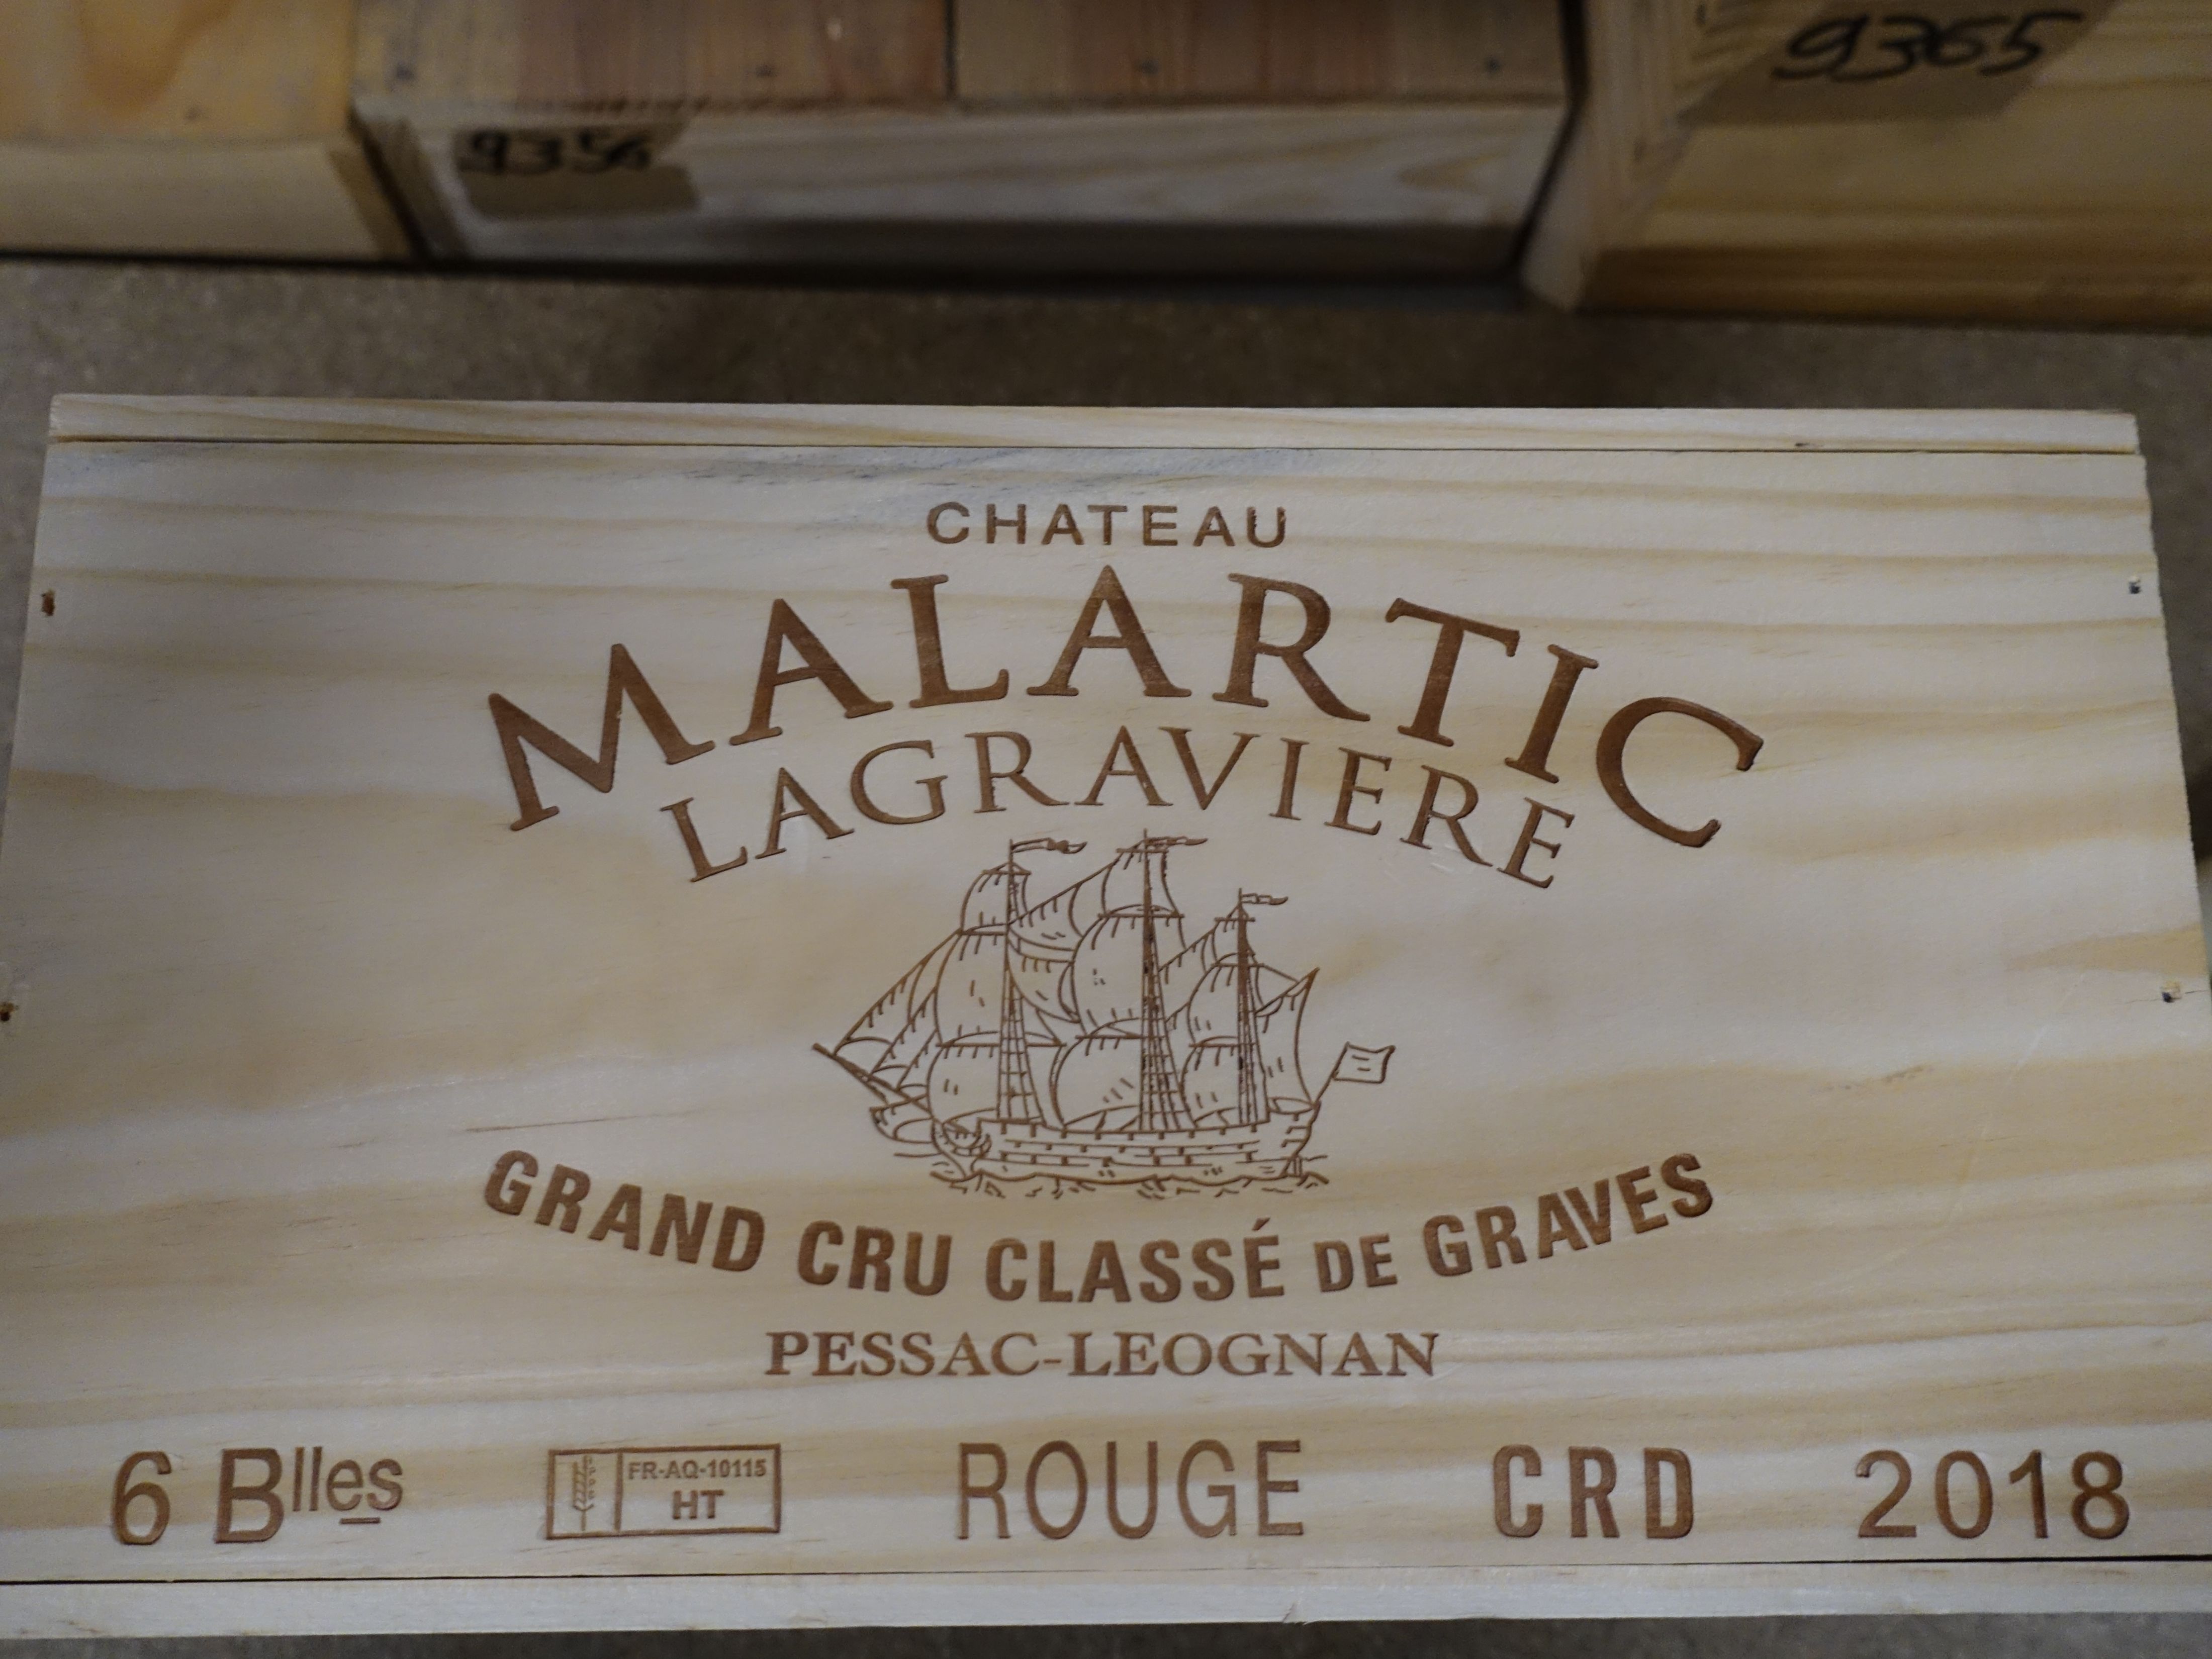 9356
9365
CHATEAU
MALARTIC
LAGRAVIERE
GRAND CRU CLASSÉ DE GRAVES
PESSAC-LEOGNAN
6 Blles
FR-AQ-10115
HT
ROUGE
CRD
2018